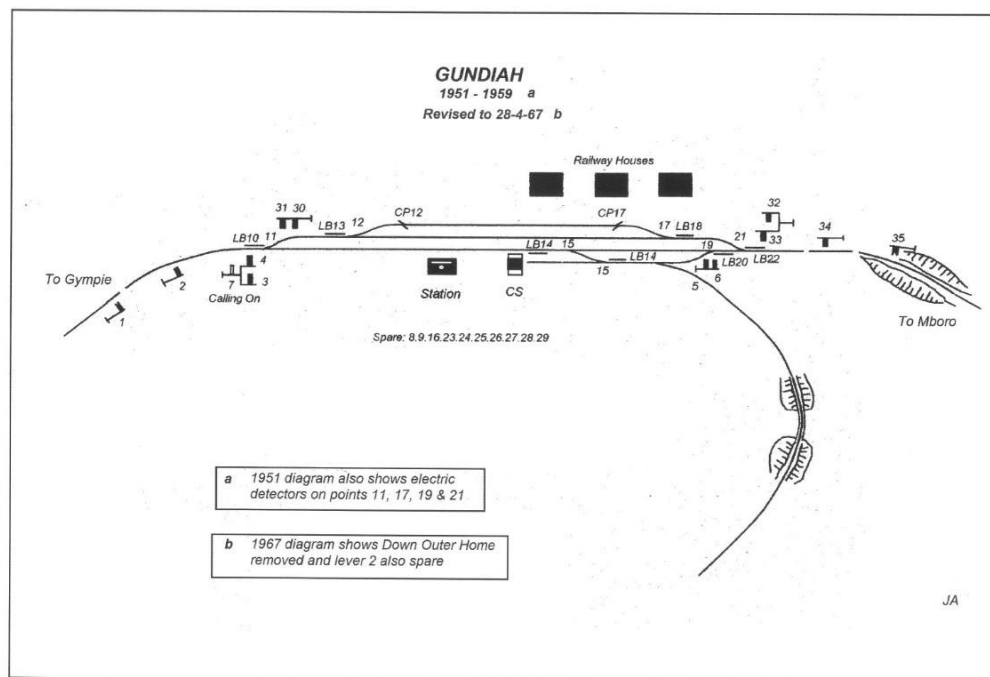 GUNDIAH
1951 - 1959 a
Revised to 28-4-67 b
Railway Houses
31 30
LB13
12
CP12
CP17
17
LB18
32
33
34
35
N
LB10
11
21
LB22
19
LB20
LB14
15
15
LB14
5
6
To Gympie
1
2
4
7
3
Calling On
Station
CS
To Mboro
Spare: 8.9.16.23.24.25.26.27.28.29
a 1951 diagram also shows electric
detectors on points 11, 17, 19 & 21
b 1967 diagram shows Down Outer Home
removed and lever 2 also spare
JA